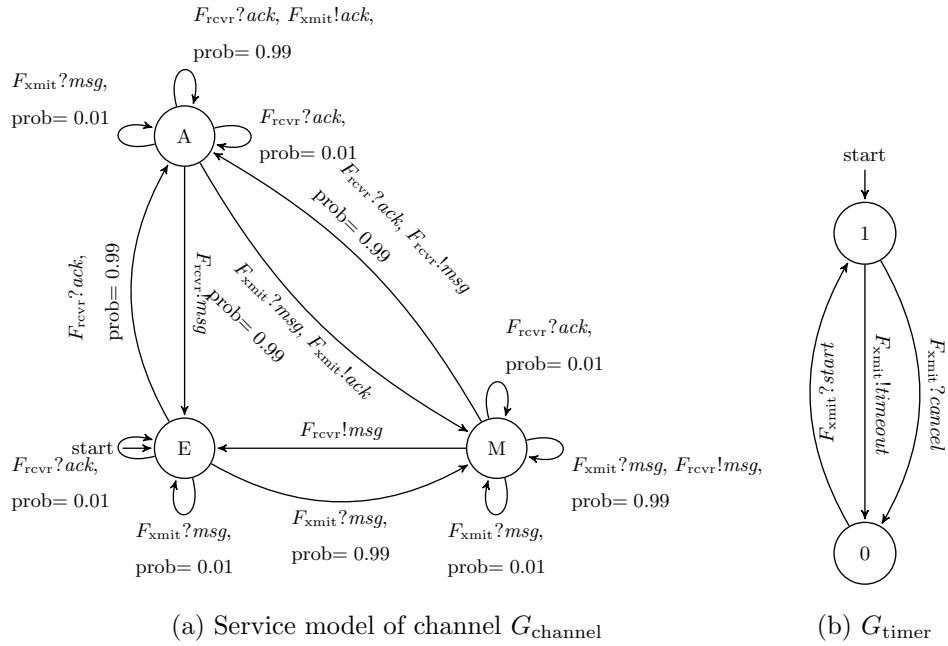 F_rcvr?ack, F_xmit!ack,
prob= 0.99
F_xmit?msg,
prob= 0.01
A
F_rcvr?ack,
prob= 0.01
F_rcvr?ack, F_rcvr!msg
prob= 0.99
F_rcvr?ack,
prob= 0.99
F_rcvr!msg
F_xmit?msg, F_xmit!ack
prob= 0.99
F_rcvr?ack,
prob= 0.01
start
E
F_rcvr!msg
M
F_rcvr?ack,
prob= 0.01
F_xmit?msg, F_rcvr!msg,
prob= 0.99
F_xmit?msg,
prob= 0.01
F_xmit?msg,
prob= 0.99
F_xmit?msg,
prob= 0.01
(a) Service model of channel G_channel
start
1
F_xmit?start
F_xmit!timeout
F_xmit?cancel
0
(b) G_timer